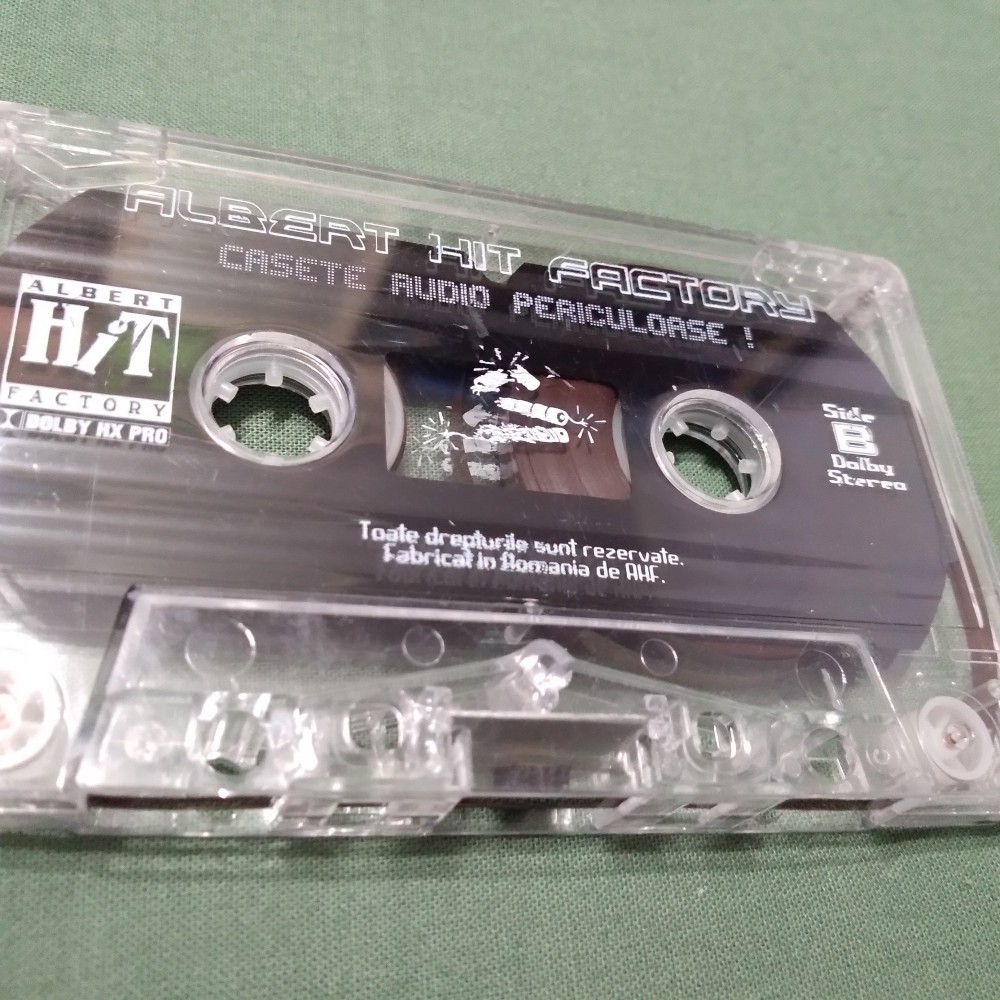 ALBERT HIT FACTORY
CASETE AUDIO PERICULOASE !
ALBERT
HiT
FACTORY
DOLBY HX PRO
Side
B
Dolby
Stereo
Toate drepturile sunt rezervate.
Fabricat in Romania de AHF.